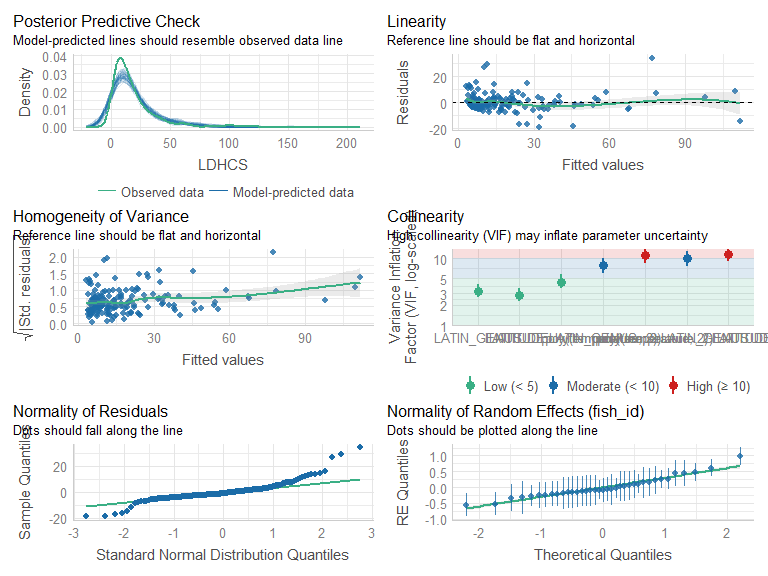 Posterior Predictive Check
Model-predicted lines should resemble observed data line
Density
0.04
0.03
0.02
0.01
0.00
0
50
100
150
200
LDHCS
Observed data
Model-predicted data
Linearity
Reference line should be flat and horizontal
Residuals
20
0
-20
0
30
60
90
Fitted values
Homogeneity of Variance
Reference line should be flat and horizontal
√|Std. residuals|
2.0
1.5
1.0
0.5
0.0
0
30
60
90
Fitted values
Collinearity
High collinearity (VIF) may inflate parameter uncertainty
Variance Inflation
Factor (VIF, log-scaled)
10
5
3
2
1
Low (< 5)
Moderate (< 10)
High (≥ 10)
Normality of Residuals
Dots should fall along the line
Sample Quantiles
20
0
-20
-3
-2
-1
0
1
2
3
Standard Normal Distribution Quantiles
Normality of Random Effects (fish_id)
Dots should be plotted along the line
RE Quantiles
1.0
0.5
0.0
-0.5
-1.0
-2
-1
0
1
2
Theoretical Quantiles